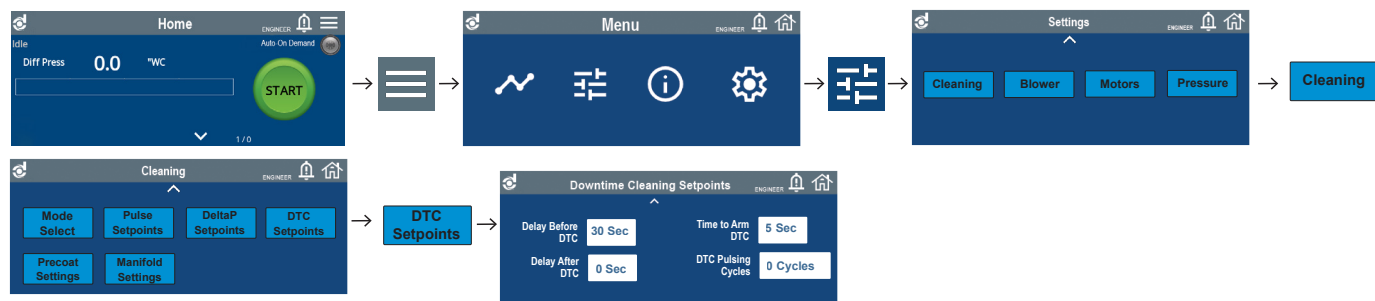 Home
ENGINEER
Idle
Auto On Demand
Diff Press 0.0 "WC
START
1 / 0
Menu
ENGINEER
Settings
ENGINEER
Cleaning Blower Motors Pressure
Cleaning
Cleaning
ENGINEER
Mode
Select
Pulse
Setpoints
DeltaP
Setpoints
DTC
Setpoints
Precoat
Settings
Manifold
Settings
DTC
Setpoints
Downtime Cleaning Setpoints
ENGINEER
Delay Before
DTC
30 Sec
Time to Arm
DTC
5 Sec
Delay After
DTC
0 Sec
DTC Pulsing
Cycles
0 Cycles